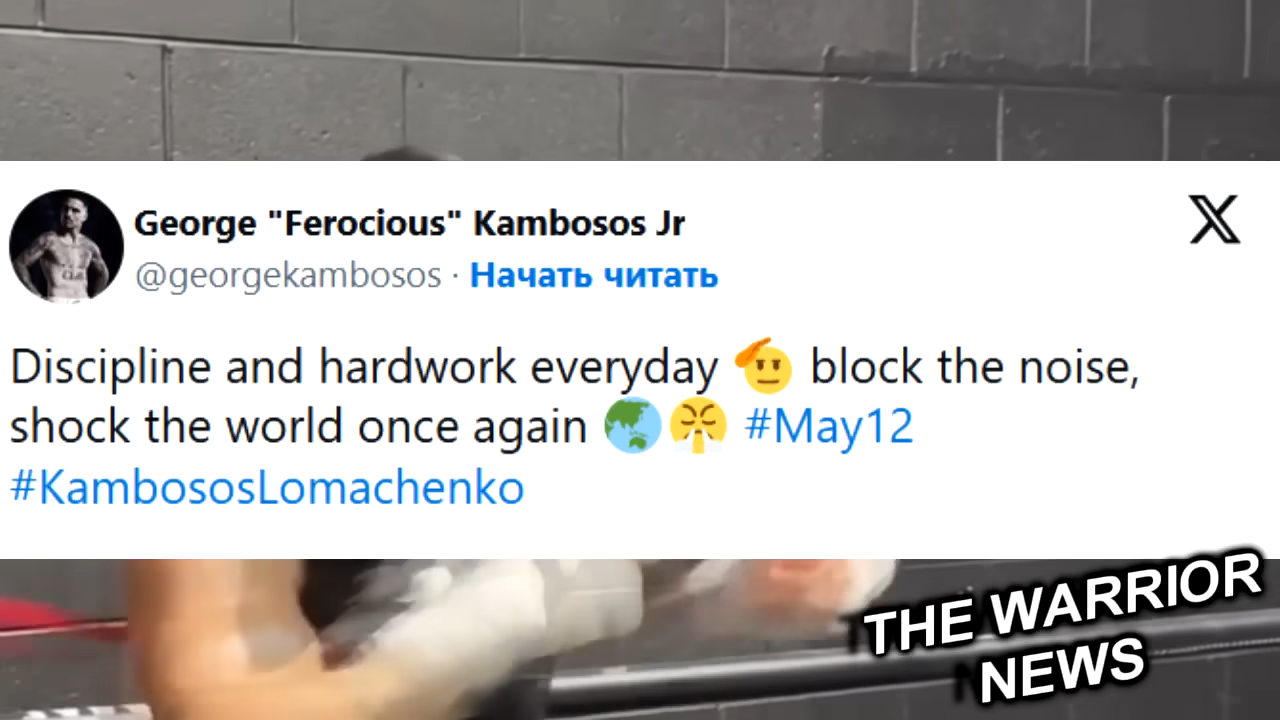 George "Ferocious" Kambosos Jr
@georgekambosos · Начать читать
Discipline and hardwork everyday 🫡 block the noise,
shock the world once again 🌏😤 #May12
#KambososLomachenko
THE WARRIOR
NEWS